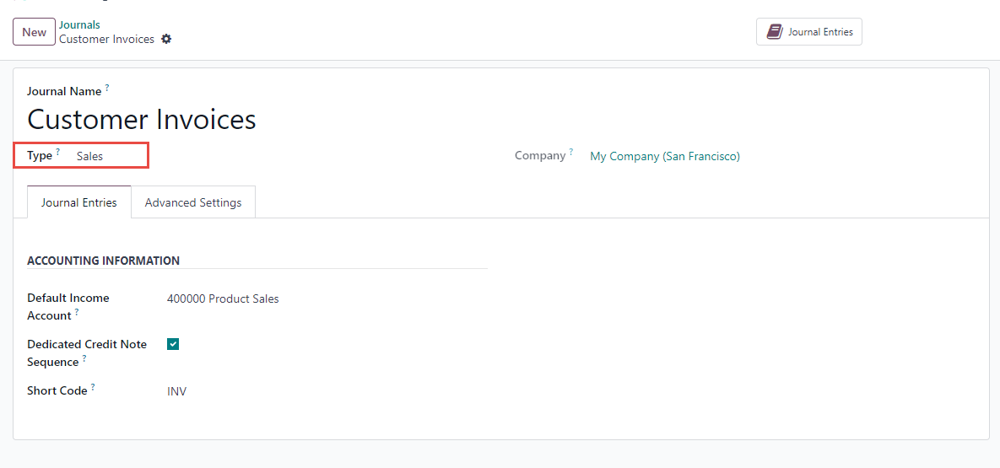 New
Journals
Customer Invoices
Journal Entries
Journal Name ?
Customer Invoices
Type ? Sales
Company ? My Company (San Francisco)
Journal Entries
Advanced Settings
ACCOUNTING INFORMATION
Default Income
Account ?
400000 Product Sales
Dedicated Credit Note
Sequence ?
Short Code ?
INV